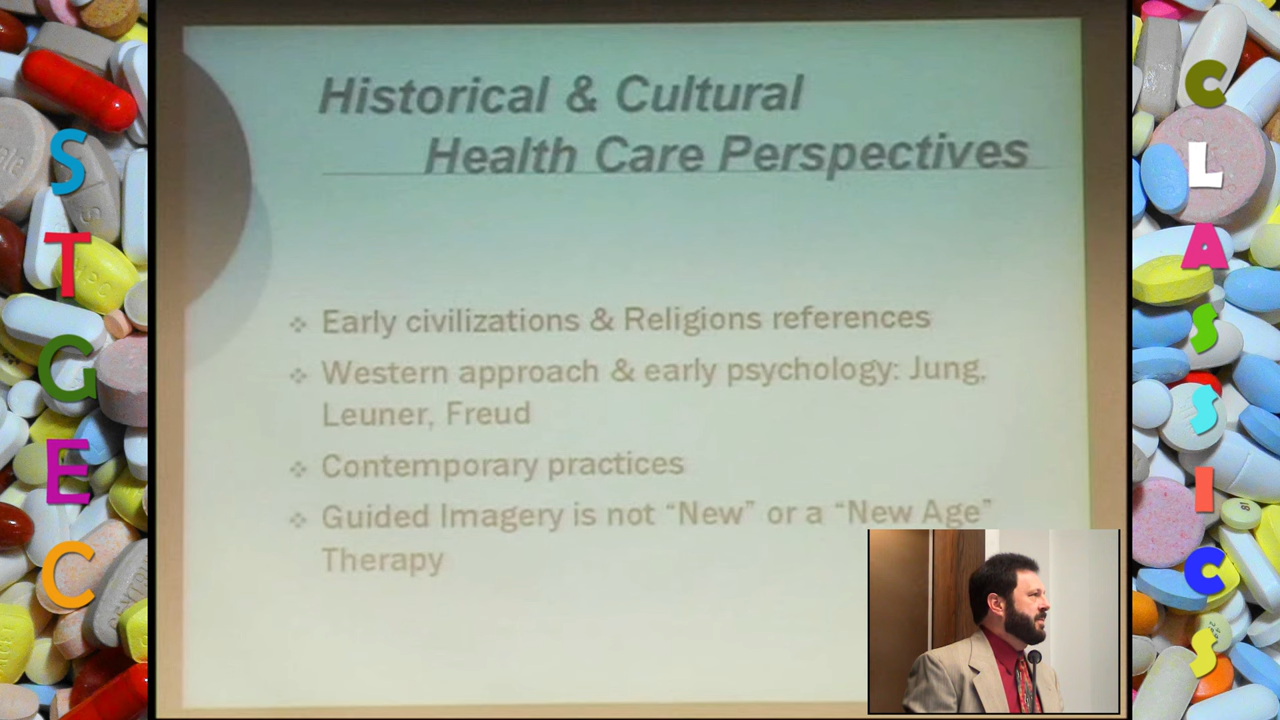 Historical & Cultural
Health Care Perspectives
Early civilizations & Religions references
Western approach & early psychology: Jung,
Leuner, Freud
Contemporary practices
Guided Imagery is not “New” or a “New Age”
Therapy
STGEC
CLASSICS